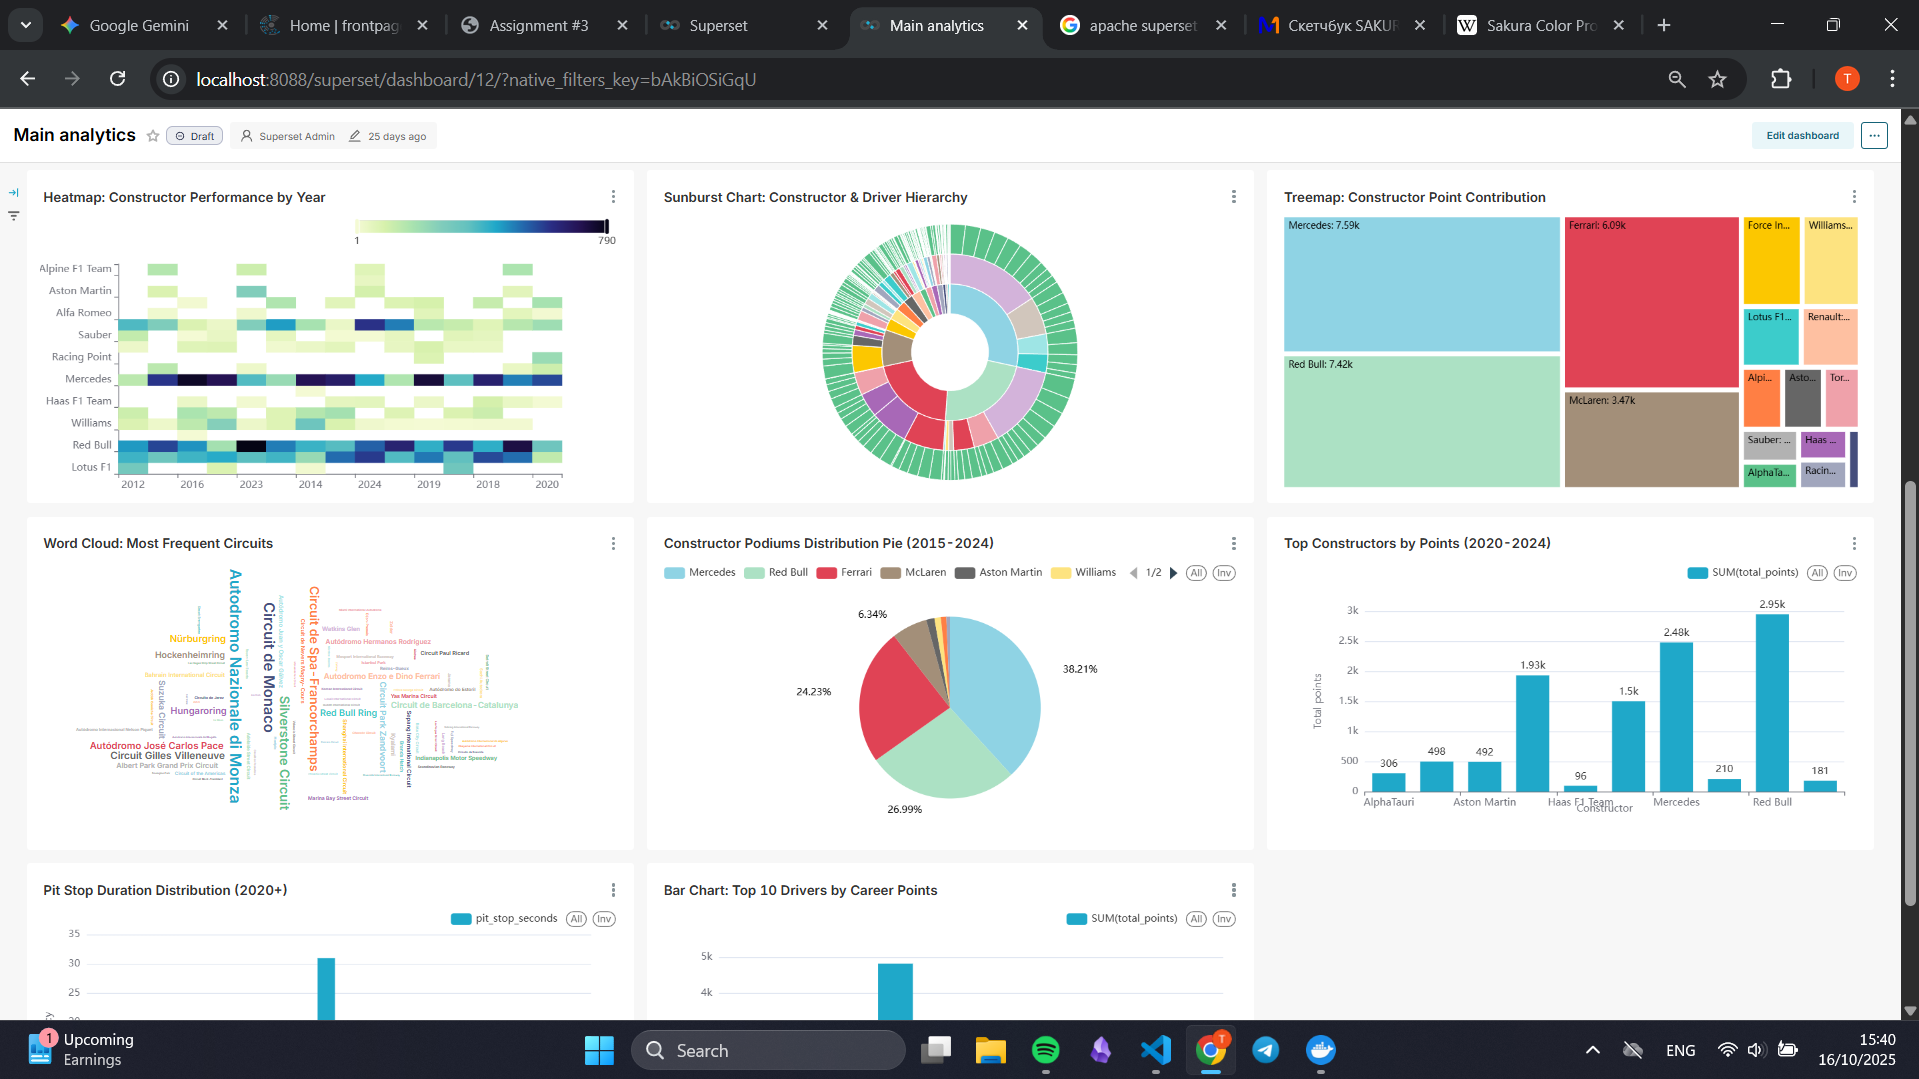 Google Gemini
Home | frontpag
Assignment #3
Superset
Main analytics
apache superset
Скетчбук SAKUR
Sakura Color Pro
localhost:8088/superset/dashboard/12/?native_filters_key=bAkBiOSiGqU
T
Main analytics
Draft
Superset Admin
25 days ago
Edit dashboard
Heatmap: Constructor Performance by Year
1
790
Alpine F1 Team
Aston Martin
Alfa Romeo
Sauber
Racing Point
Mercedes
Haas F1 Team
Williams
Red Bull
Lotus F1
2012 2016 2023 2014 2024 2019 2018 2020
Sunburst Chart: Constructor & Driver Hierarchy
Treemap: Constructor Point Contribution
Mercedes: 7.59k
Ferrari: 6.09k
Force In...
Williams...
Lotus F1...
Renault:...
Red Bull: 7.42k
Alpi...
Asto...
Tor...
McLaren: 3.47k
Sauber: ...
Haas ...
AlphaTa...
Racin...
Word Cloud: Most Frequent Circuits
Autodromo Nazionale di Monza
Circuit de Monaco
Circuit de Spa-Francorchamps
Silverstone Circuit
Nürburgring
Hockenheimring
Bahrain International Circuit
Suzuka Circuit
Hungaroring
Autódromo José Carlos Pace
Circuit Gilles Villeneuve
Albert Park Grand Prix Circuit
Circuit of the Americas
Watkins Glen
Autódromo Hermanos Rodríguez
Circuit Paul Ricard
Autodromo Enzo e Dino Ferrari
Yas Marina Circuit
Circuit de Barcelona-Catalunya
Red Bull Ring
Circuit Park Zandvoort
Sepang International Circuit
Shanghai International Circuit
Kyalami
Indianapolis Motor Speedway
Marina Bay Street Circuit
Constructor Podiums Distribution Pie (2015-2024)
Mercedes Red Bull Ferrari McLaren Aston Martin Williams 1/2 All Inv
6.34%
38.21%
24.23%
26.99%
Top Constructors by Points (2020-2024)
SUM(total_points) All Inv
Total points
3k
2.5k
2k
1.5k
1k
500
0
306
498
492
1.93k
96
1.5k
2.48k
210
2.95k
181
AlphaTauri Aston Martin Haas F1 Team Mercedes Red Bull
Constructor
Pit Stop Duration Distribution (2020+)
pit_stop_seconds All Inv
35
30
25
Bar Chart: Top 10 Drivers by Career Points
SUM(total_points) All Inv
5k
4k
1
Upcoming
Earnings
Search
T
ENG
15:40
16/10/2025